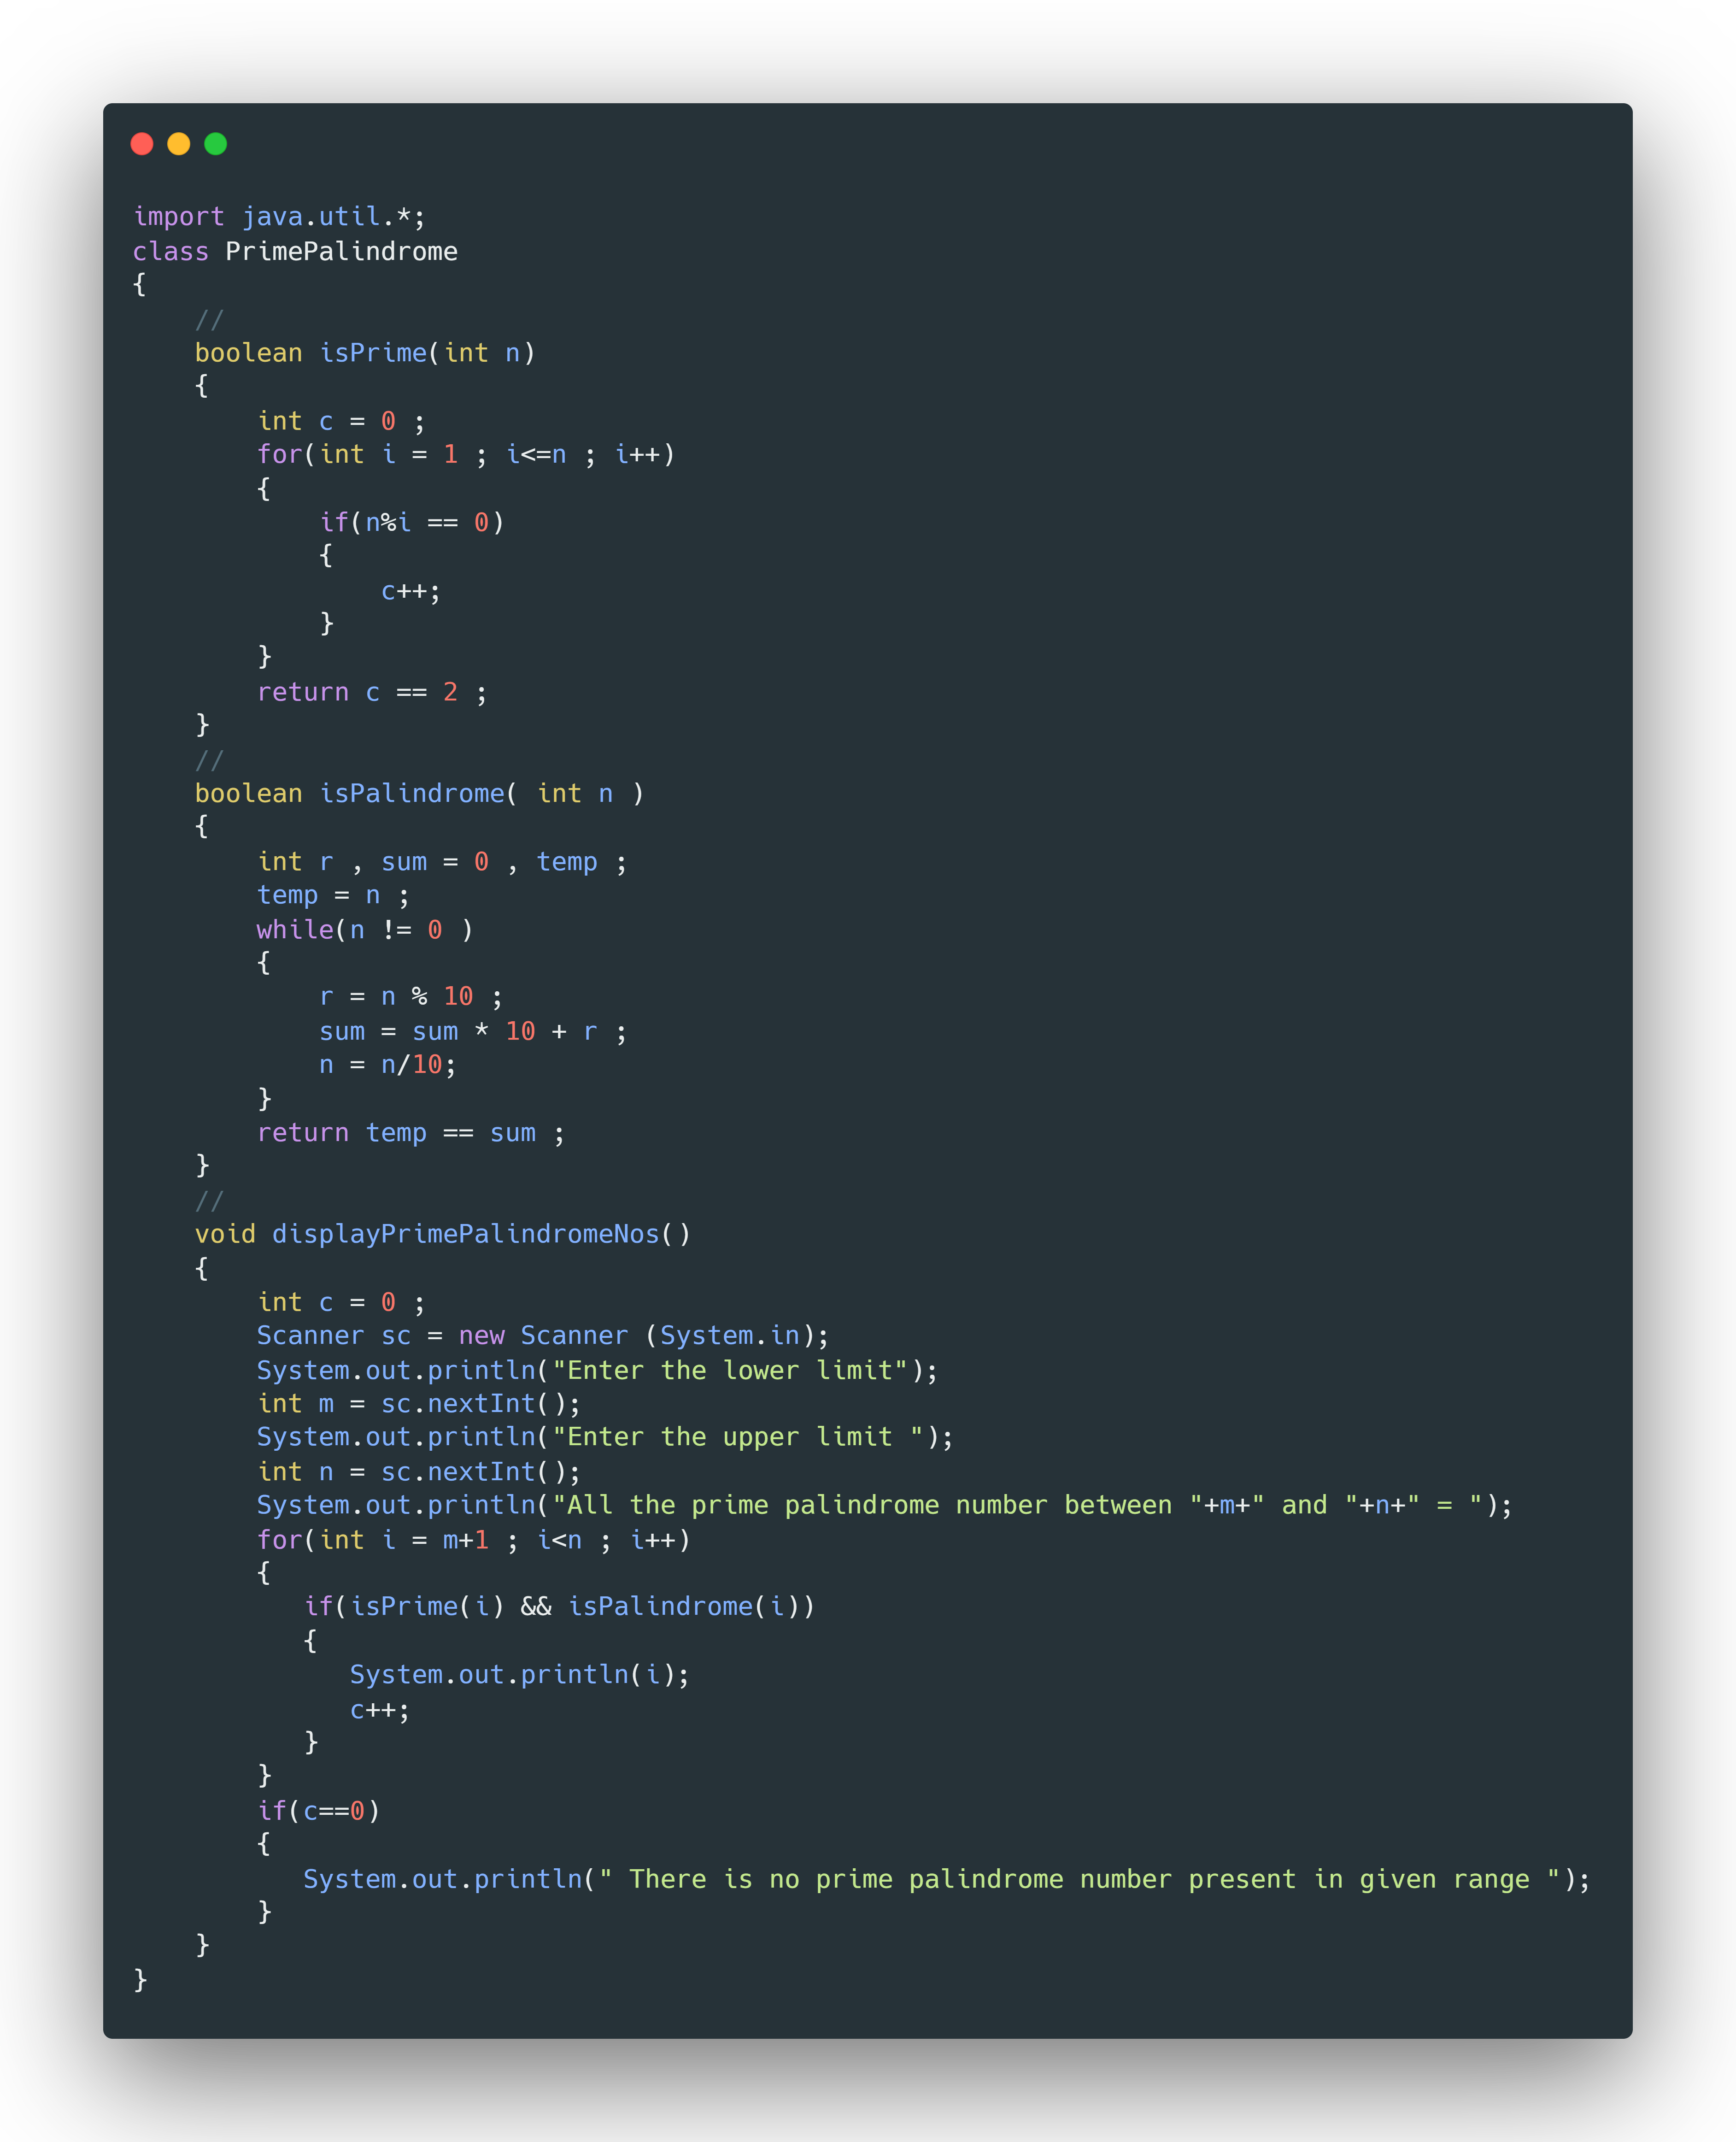 import java.util.*;
class PrimePalindrome
{
    //
    boolean isPrime(int n)
    {
        int c = 0 ;
        for(int i = 1 ; i<=n ; i++)
        {
            if(n%i == 0)
            {
                c++;
            }
        }
        return c == 2 ;
    }
    //
    boolean isPalindrome( int n )
    {
        int r , sum = 0 , temp ;
        temp = n ;
        while(n != 0 )
        {
            r = n % 10 ;
            sum = sum * 10 + r ;
            n = n/10;
        }
        return temp == sum ;
    }
    //
    void displayPrimePalindromeNos()
    {
        int c = 0 ;
        Scanner sc = new Scanner (System.in);
        System.out.println("Enter the lower limit");
        int m = sc.nextInt();
        System.out.println("Enter the upper limit ");
        int n = sc.nextInt();
        System.out.println("All the prime palindrome number between "+m+" and "+n+" = ");
        for(int i = m+1 ; i<n ; i++)
        {
           if(isPrime(i) && isPalindrome(i))
           {
              System.out.println(i);
              c++;
           }
        }
        if(c==0)
        {
           System.out.println(" There is no prime palindrome number present in given range ");
        }
    }
}